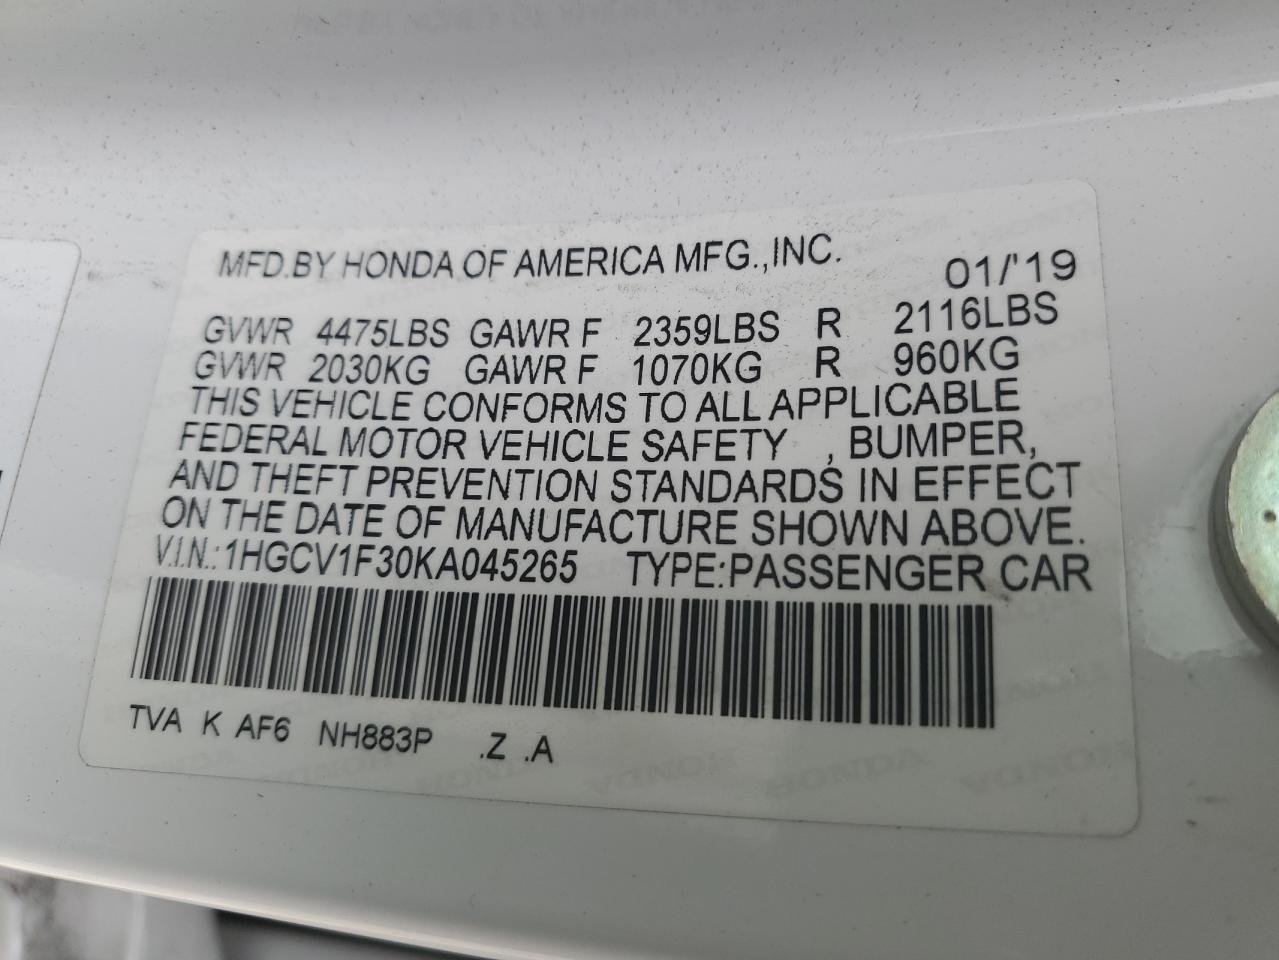 MFD.BY HONDA OF AMERICA MFG.,INC. 01/'19
GVWR 4475LBS GAWR F 2359LBS R 2116LBS
GVWR 2030KG GAWR F 1070KG R 960KG
THIS VEHICLE CONFORMS TO ALL APPLICABLE
FEDERAL MOTOR VEHICLE SAFETY , BUMPER,
AND THEFT PREVENTION STANDARDS IN EFFECT
ON THE DATE OF MANUFACTURE SHOWN ABOVE.
V.I.N.:1HGCV1F30KA045265 TYPE:PASSENGER CAR
TVA K AF6 NH883P .Z .A